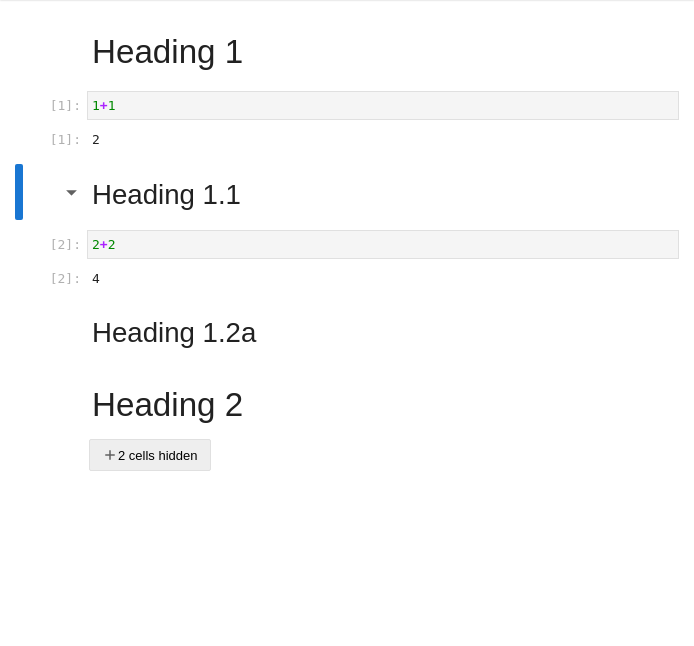 Heading 1
[1]: 1+1
[1]: 2
Heading 1.1
[2]: 2+2
[2]: 4
Heading 1.2a
Heading 2
2 cells hidden